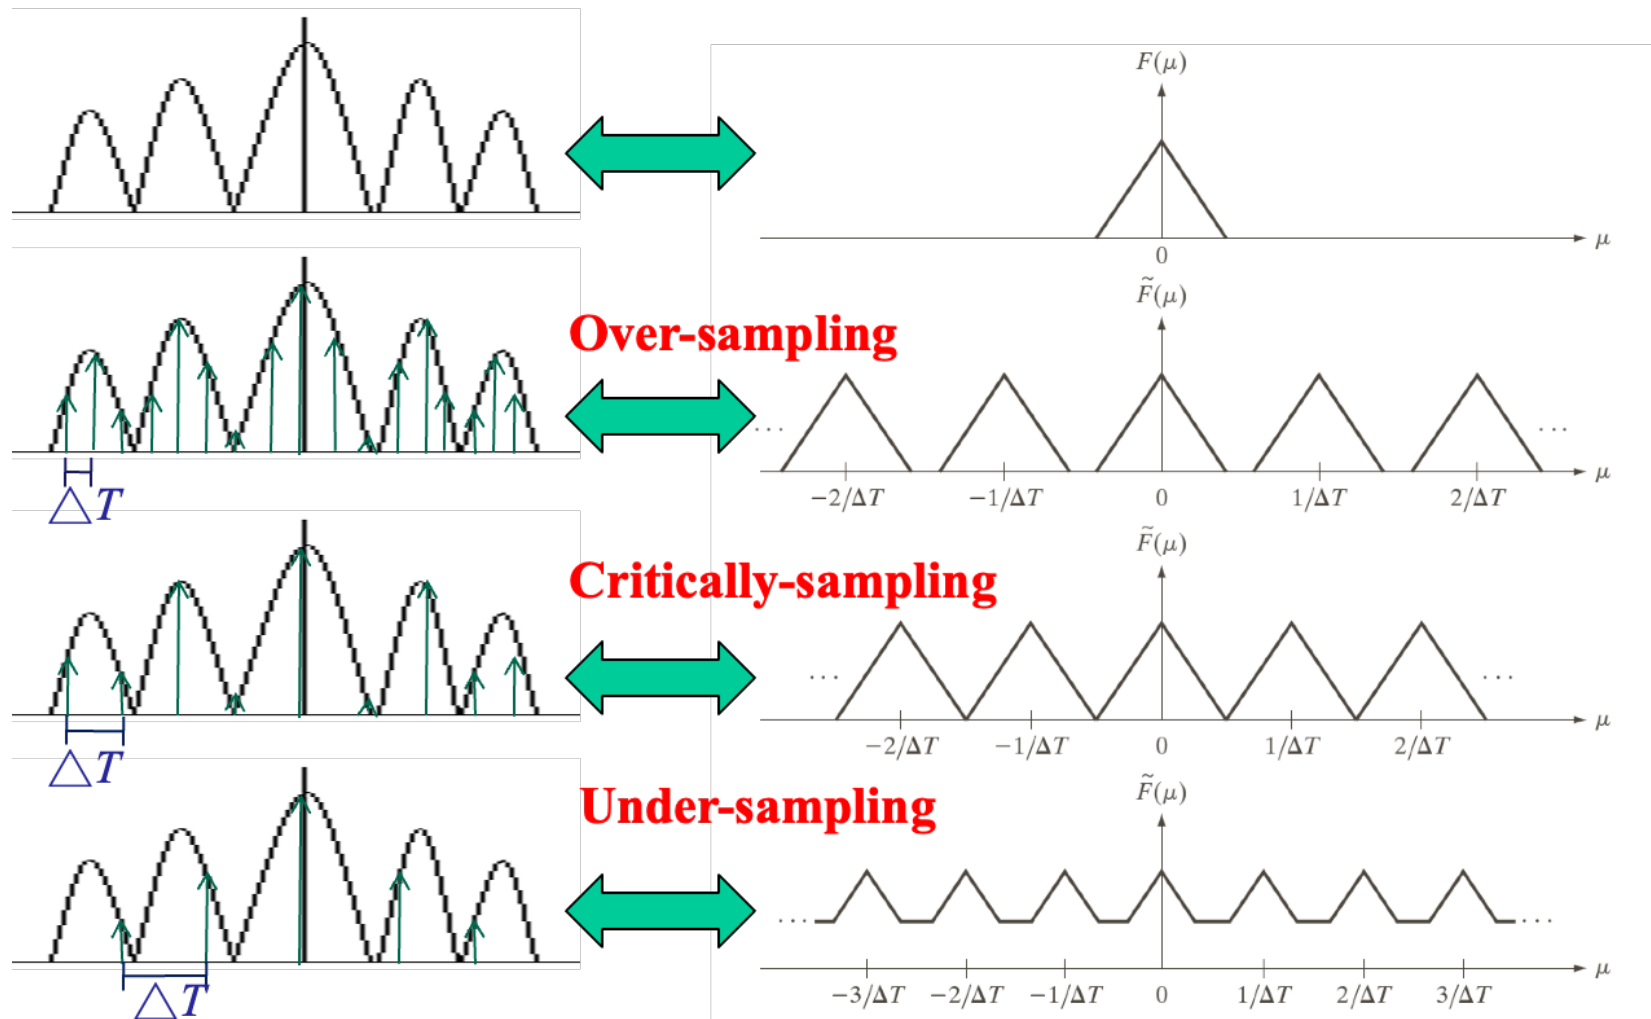 F(μ)
μ
0
F̃(μ)
Over-sampling
··· ···
μ
−2/ΔT −1/ΔT 0 1/ΔT 2/ΔT
△T
F̃(μ)
Critically-sampling
··· ···
μ
−2/ΔT −1/ΔT 0 1/ΔT 2/ΔT
△T
F̃(μ)
Under-sampling
··· ···
μ
−3/ΔT −2/ΔT −1/ΔT 0 1/ΔT 2/ΔT 3/ΔT
△T